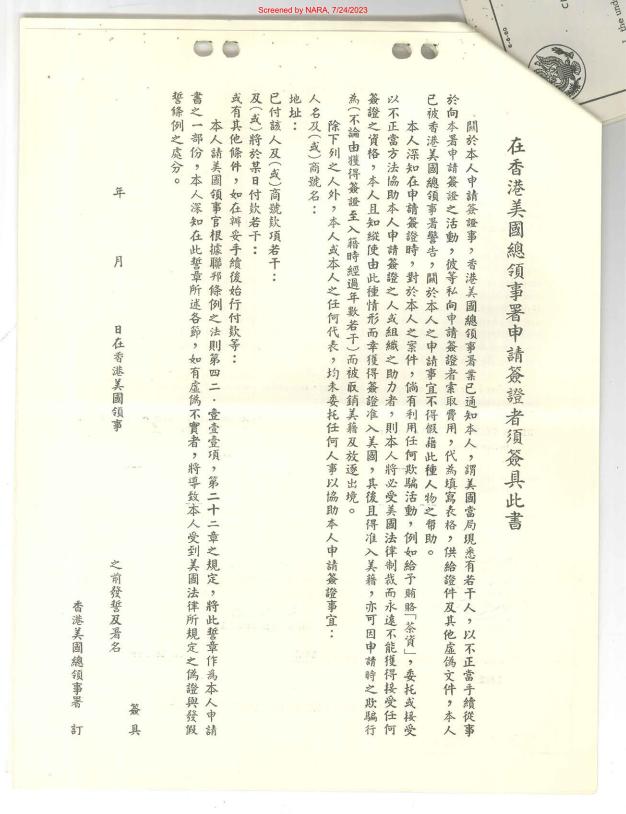 Screened by NARA, 7/24/2023
在香港美國總領事署申請簽證者須簽具此書
關於本人申請簽證事，香港美國總領事署業已通知本人，謂美國當局現悉有若干人，以不正當手續從事
於向本署申請簽證之活動，彼等私向申請簽證者索取費用，代為填寫表格，供給證件及其他虛偽文件，本人
已被香港美國總領事署警告，關於本人之申請事宜不得假藉此種人物之幫助。
本人深知在申請簽證時，對於本人之案件，倘有利用任何欺騙活動，例如給予賄賂「茶資」，委托或接受
以不正當方法協助本人申請簽證之人或組織之助力者，則本人將必受美國法律制裁而永遠不能獲得接受任何
簽證之資格，本人且知縱使由此種情形而幸獲得簽證准入美國，其後且得准入美籍，亦可因申請時之欺騙行
為（不論由獲得簽證至入籍時經過年數若干）而被取銷美籍及放逐出境。
除下列之人外，本人或本人之任何代表，均未委托任何人事以協助本人申請簽證事宜：
人名及（或）商號名：
地址：
已付該人及（或）商號欵項若干：
及（或）將於某日付欵若干：
或有其他條件，如在辦妥手續後始行付欵等：
本人請美國領事官根據聯邦條例之法則第四二．壹壹壹項，第二十二章之規定，將此誓章作為本人申請
書之一部份，本人深知在此誓章所述各節，如有虛偽不實者，將導致本人受到美國法律所規定之偽證與發假
誓條例之處分。
簽具
年 月 日在香港美國領事 之前發誓及署名
香港美國總領事署 訂